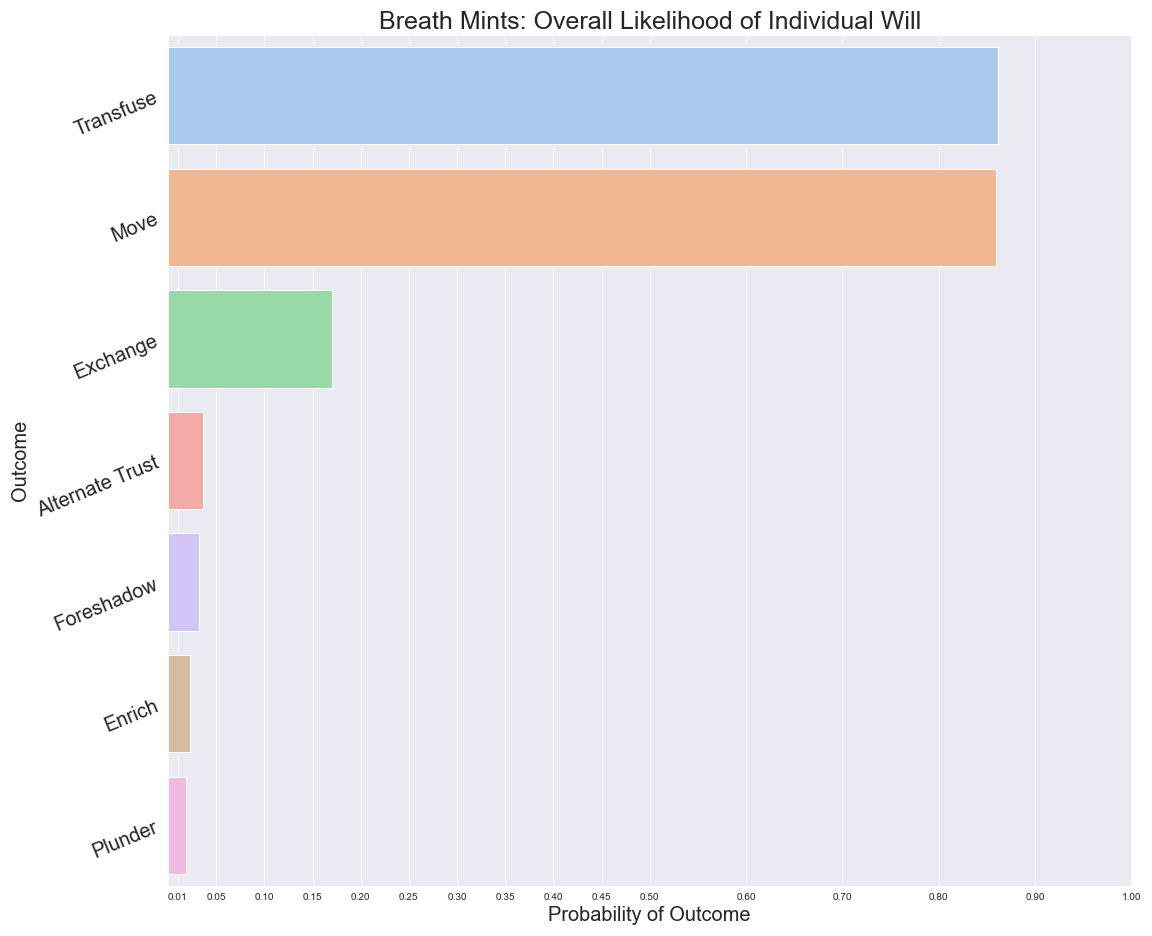 Breath Mints: Overall Likelihood of Individual Will
Outcome
Transfuse
Move
Exchange
Alternate Trust
Foreshadow
Enrich
Plunder
0.01 0.05 0.10 0.15 0.20 0.25 0.30 0.35 0.40 0.45 0.50 0.60 0.70 0.80 0.90 1.00
Probability of Outcome